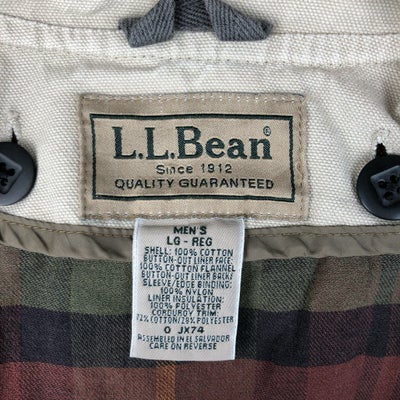 L.L.Bean®
Since 1912
QUALITY GUARANTEED
MEN'S
LG - REG
SHELL: 100% COTTON
BUTTON-OUT LINER FACE:
100% COTTON FLANNEL
BUTTON-OUT LINER BACK/
SLEEVE/EDGE BINDING:
100% NYLON
LINER INSULATION:
100% POLYESTER
CORDUROY TRIM:
72% COTTON/28% POLYESTER
0 JX74
ASSEMBLED IN EL SALVADOR
CARE ON REVERSE